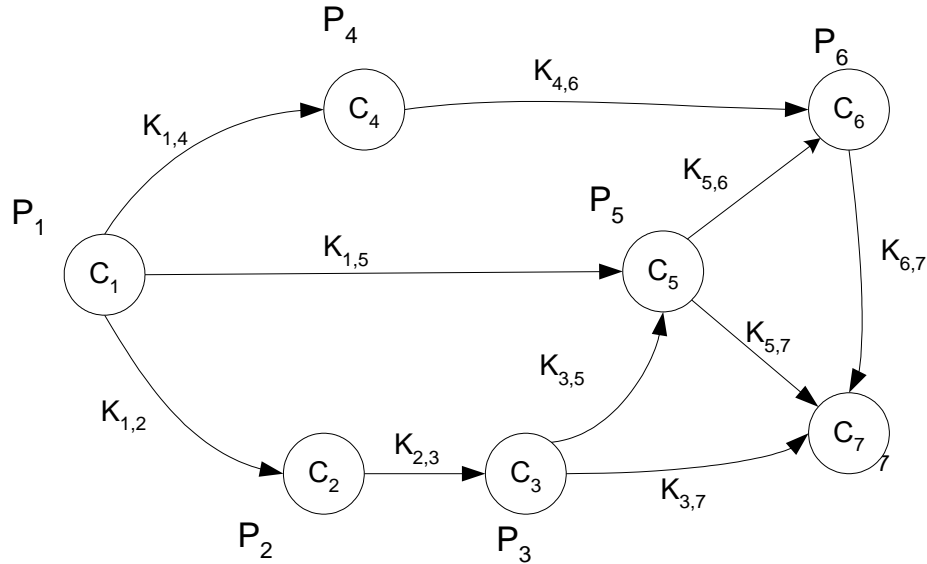 P4
P6
C4
K4,6
C6
K1,4
K5,6
P1
P5
K1,5
C1
C5
K6,7
K5,7
K3,5
K1,2
K2,3
C7
7
C2
C3
K3,7
P2
P3